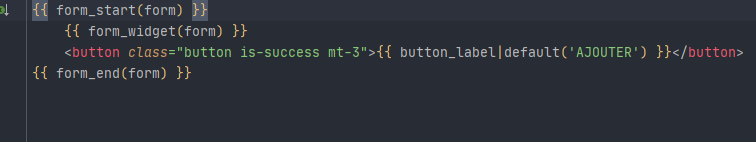 {{ form_start(form) }}
{{ form_widget(form) }}
<button class="button is-success mt-3">{{ button_label|default('AJOUTER') }}</button>
{{ form_end(form) }}